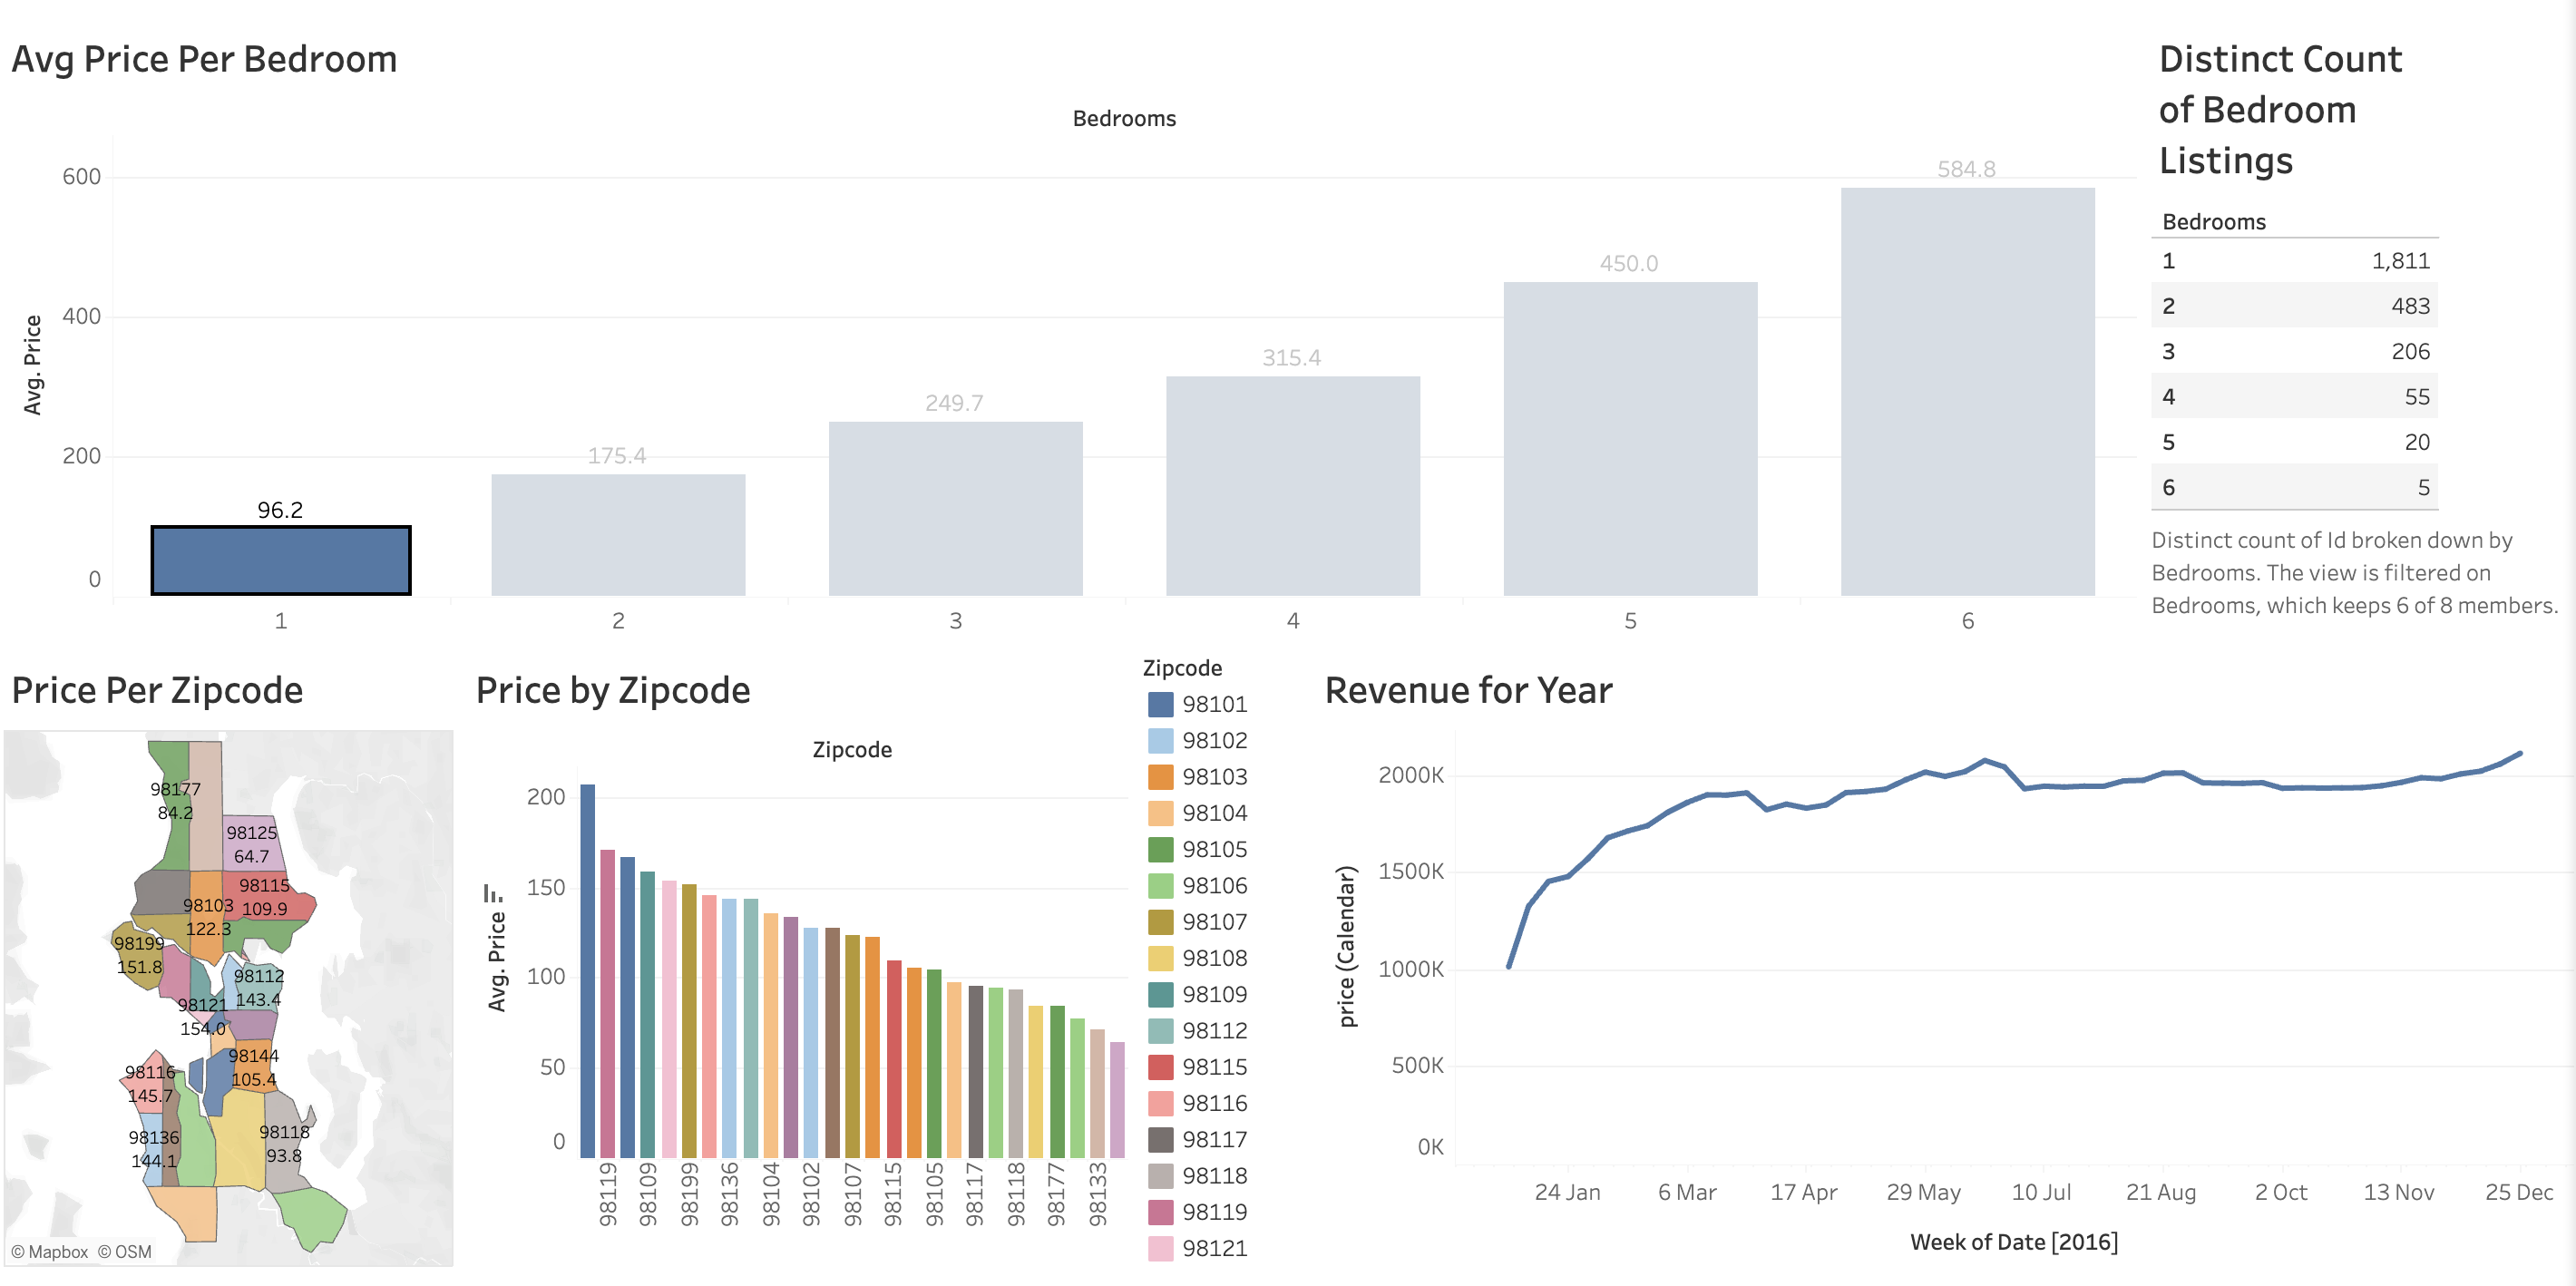 Avg Price Per Bedroom
Bedrooms
Avg. Price
600
400
200
0
96.2
175.4
249.7
315.4
450.0
584.8
1
2
3
4
5
6
Distinct Count
of Bedroom
Listings
Bedrooms
1 1,811
2 483
3 206
4 55
5 20
6 5
Distinct count of Id broken down by
Bedrooms. The view is filtered on
Bedrooms, which keeps 6 of 8 members.
Price Per Zipcode
98177
84.2
98125
64.7
98115
109.9
98103
122.3
98199
151.8
98112
143.4
98121
154.0
98144
105.4
98116
145.7
98136
144.1
98118
93.8
© Mapbox © OSM
Price by Zipcode
Zipcode
Avg. Price
200
150
100
50
0
98119
98109
98199
98136
98104
98102
98107
98115
98105
98117
98118
98177
98133
Zipcode
98101
98102
98103
98104
98105
98106
98107
98108
98109
98112
98115
98116
98117
98118
98119
98121
Revenue for Year
price (Calendar)
2000K
1500K
1000K
500K
0K
24 Jan
6 Mar
17 Apr
29 May
10 Jul
21 Aug
2 Oct
13 Nov
25 Dec
Week of Date [2016]